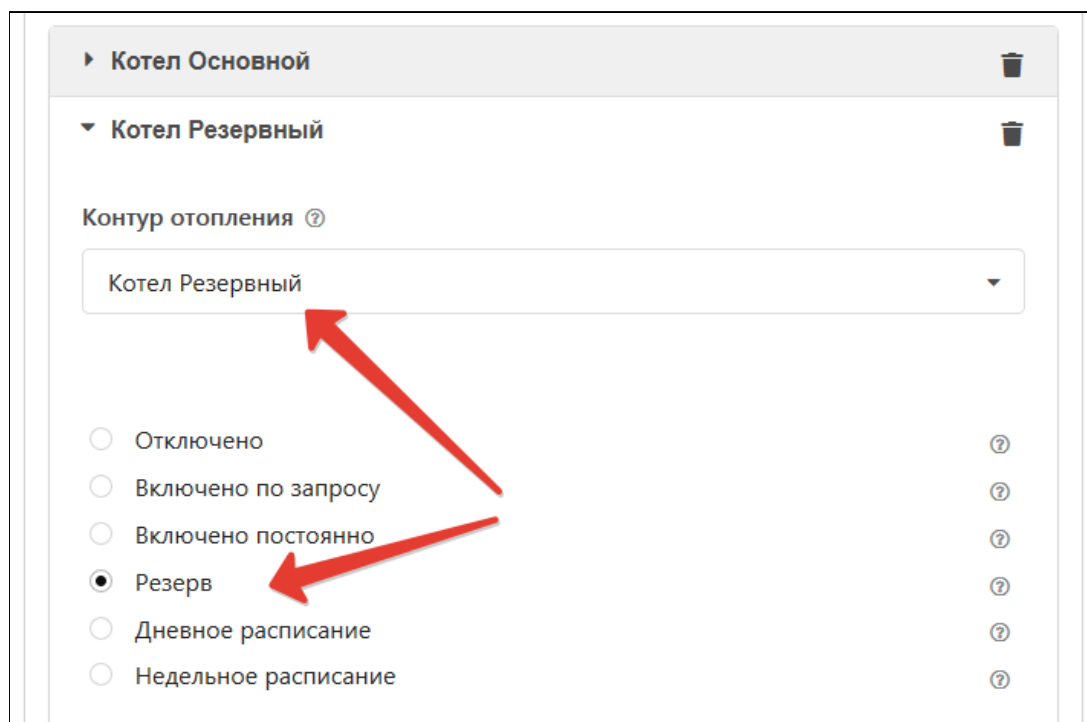 Котел Основной
Котел Резервный
Контур отопления
Котел Резервный
Отключено
Включено по запросу
Включено постоянно
Резерв
Дневное расписание
Недельное расписание